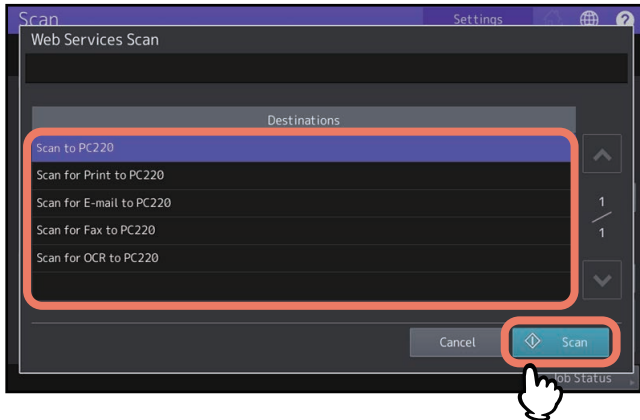 Scan
Settings
Web Services Scan
Destinations
Scan to PC220
Scan for Print to PC220
Scan for E-mail to PC220
Scan for Fax to PC220
Scan for OCR to PC220
1
1
Cancel
Scan
Job Status